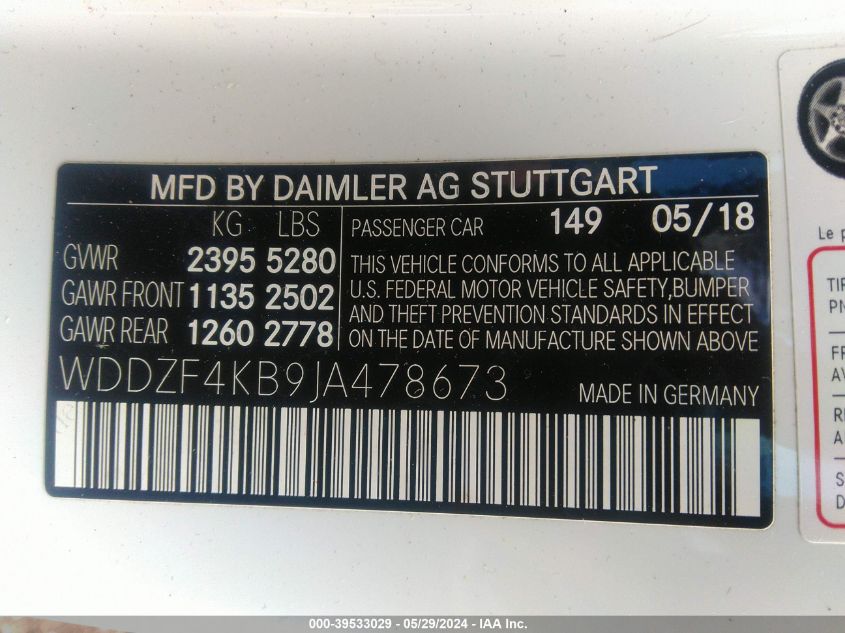 MFD BY DAIMLER AG STUTTGART
KG LBS
GVWR 2395 5280
GAWR FRONT 1135 2502
GAWR REAR 1260 2778
PASSENGER CAR 149 05/18
THIS VEHICLE CONFORMS TO ALL APPLICABLE
U.S. FEDERAL MOTOR VEHICLE SAFETY,BUMPER
AND THEFT PREVENTION STANDARDS IN EFFECT
ON THE DATE OF MANUFACTURE SHOWN ABOVE
WDDZF4KB9JA478673
MADE IN GERMANY
Le
000-39533029 - 05/29/2024 - IAA Inc.